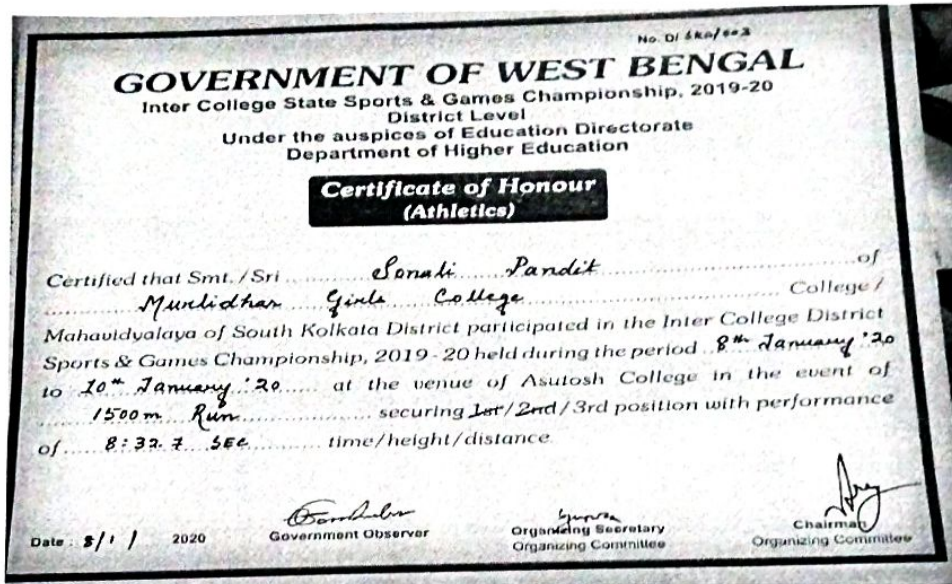 No. D/SKO/003
GOVERNMENT OF WEST BENGAL
Inter College State Sports & Games Championship, 2019-20
District Level
Under the auspices of Education Directorate
Department of Higher Education
Certificate of Honour
(Athletics)
Certified that Smt./Sri Sonali Pandit of
Murlidhar Girls College College/
Mahavidyalaya of South Kolkata District participated in the Inter College District
Sports & Games Championship, 2019-20 held during the period 8th January '20
to 10th January '20 at the venue of Asutosh College in the event of
1500m Run securing 1st/2nd/3rd position with performance
of 8:32.7 SEC time/height/distance
Date : 8/1/ 2020
Government Observer
Organizing Secretary
Organizing Committee
Chairman
Organizing Committee